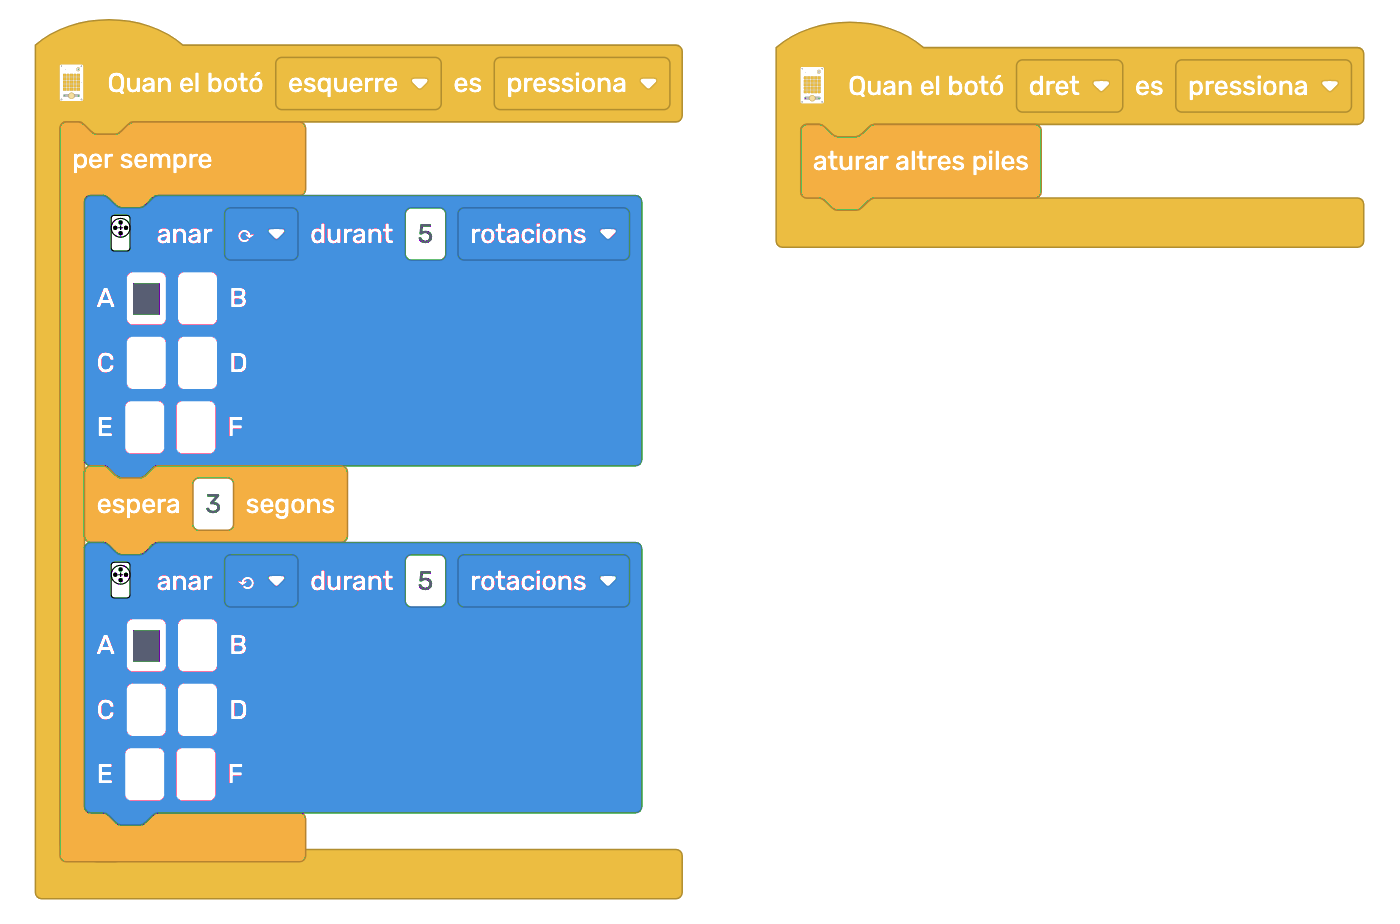 Quan el botó esquerre es pressiona
per sempre
anar ⟳ durant 5 rotacions
A B
C D
E F
espera 3 segons
anar ⟲ durant 5 rotacions
A B
C D
E F
Quan el botó dret es pressiona
aturar altres piles